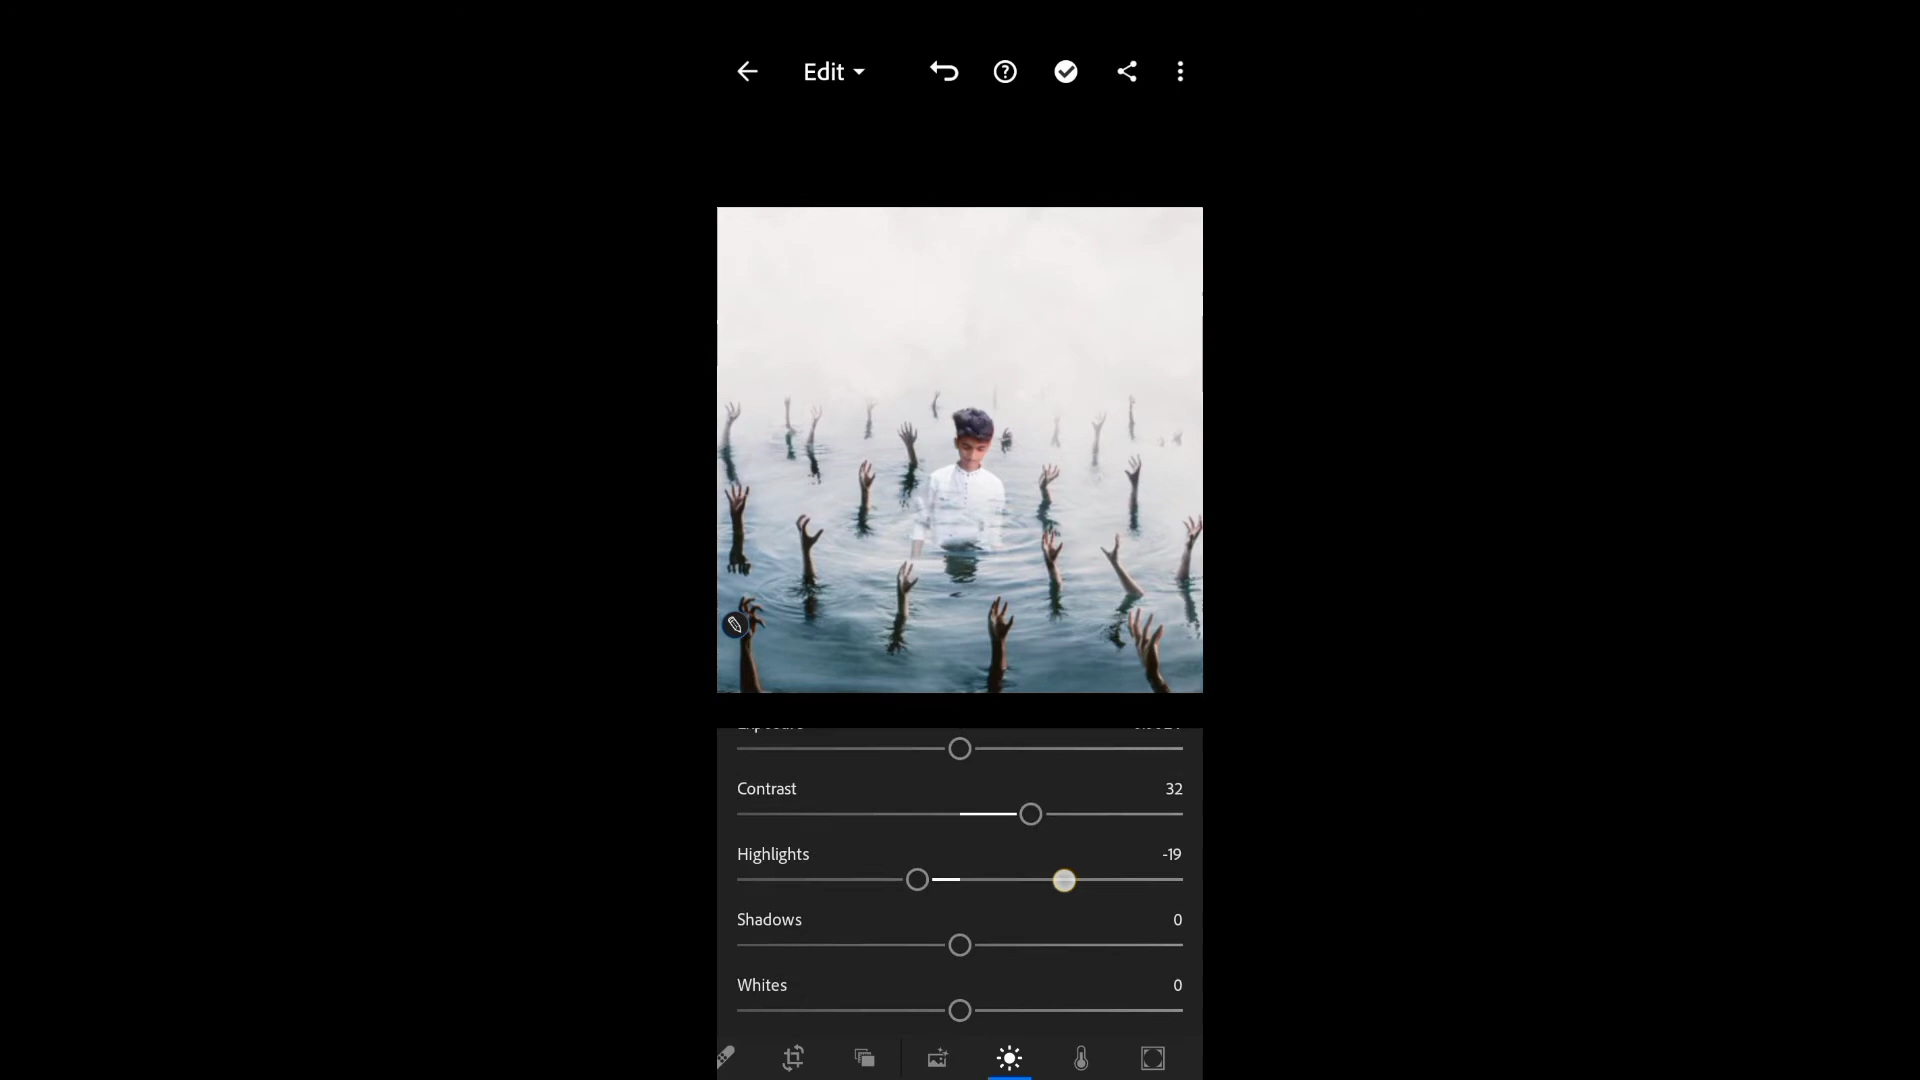 Edit
Contrast 32
Highlights -19
Shadows 0
Whites 0